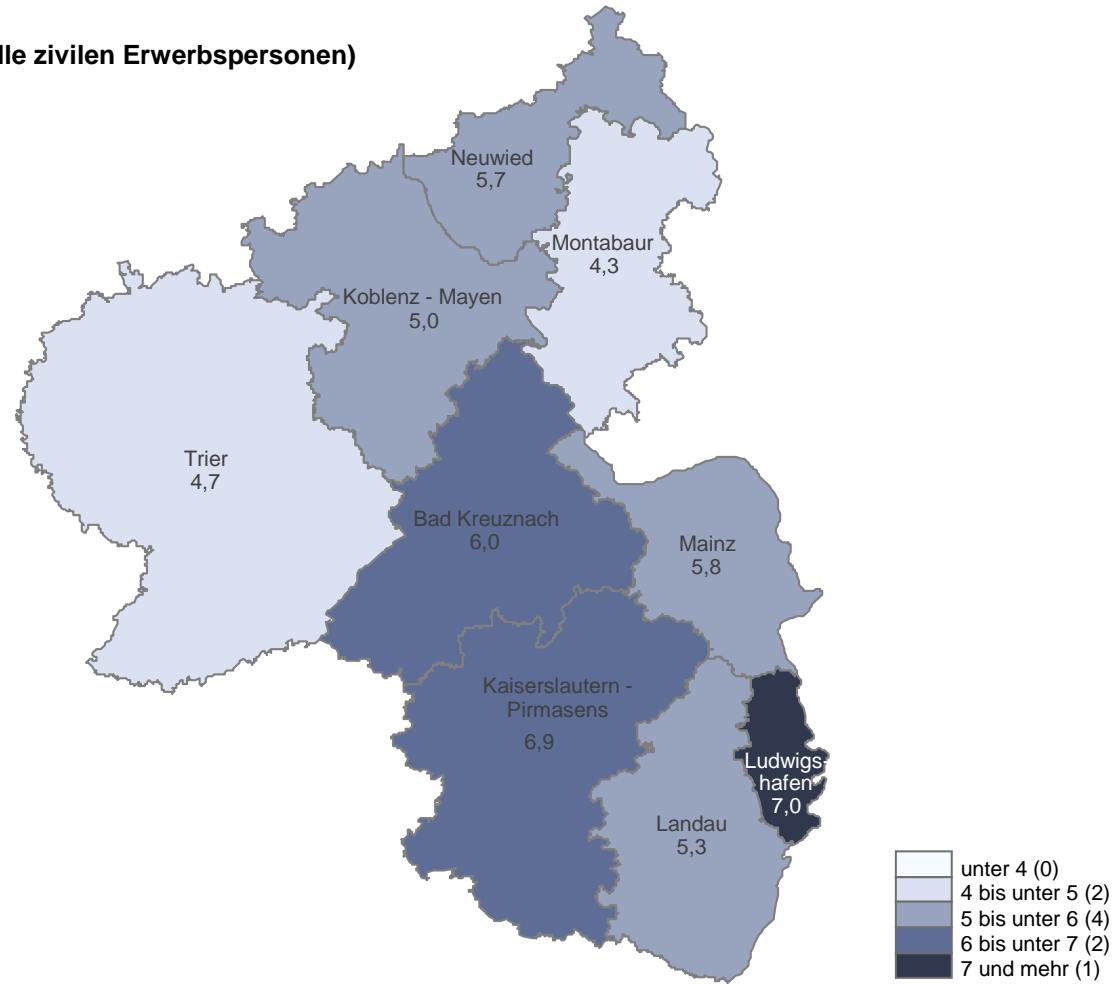 lle zivilen Erwerbspersonen)
Neuwied
5,7
Montabaur
4,3
Koblenz - Mayen
5,0
Trier
4,7
Bad Kreuznach
6,0
Mainz
5,8
Kaiserslautern -
Pirmasens
6,9
Ludwigs-
hafen
7,0
Landau
5,3
unter 4 (0)
4 bis unter 5 (2)
5 bis unter 6 (4)
6 bis unter 7 (2)
7 und mehr (1)